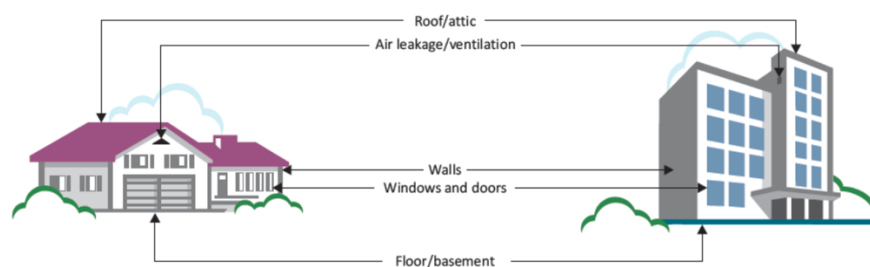 Roof/attic
Air leakage/ventilation
Walls
Windows and doors
Floor/basement